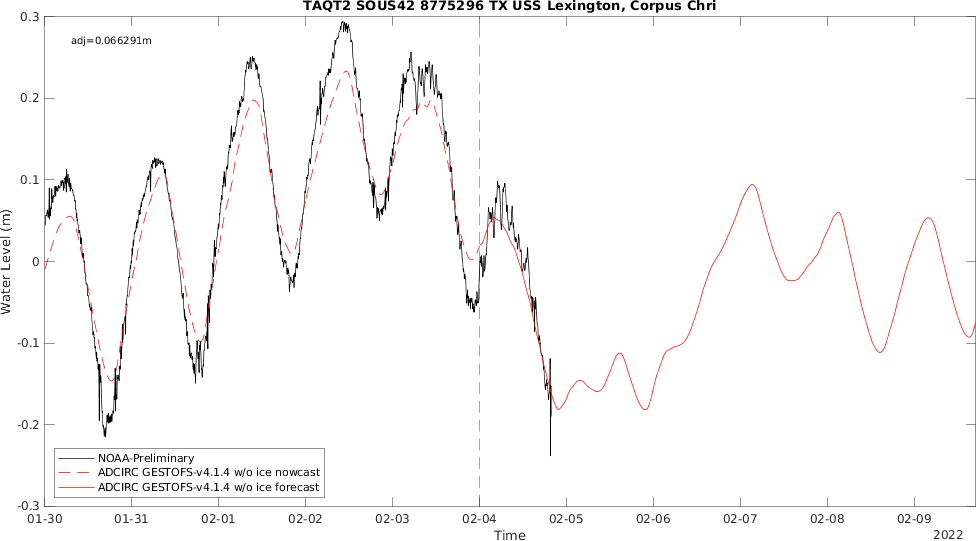 TAQT2 SOUS42 8775296 TX USS Lexington, Corpus Chri
adj=0.066291m
0.3
0.2
0.1
0
-0.1
-0.2
-0.3
Water Level (m)
NOAA-Preliminary
ADCIRC GESTOFS-v4.1.4 w/o ice nowcast
ADCIRC GESTOFS-v4.1.4 w/o ice forecast
01-30 01-31 02-01 02-02 02-03 02-04 02-05 02-06 02-07 02-08 02-09
Time
2022